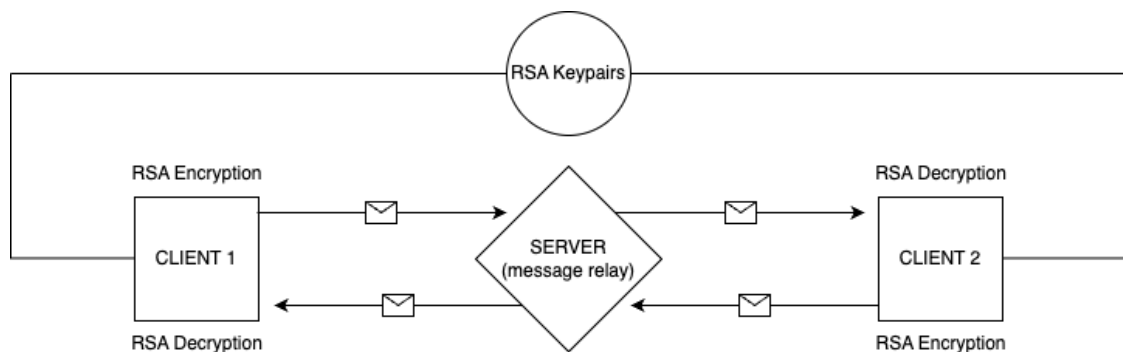 RSA Keypairs
RSA Encryption
RSA Decryption
CLIENT 1
SERVER
(message relay)
CLIENT 2
RSA Decryption
RSA Encryption